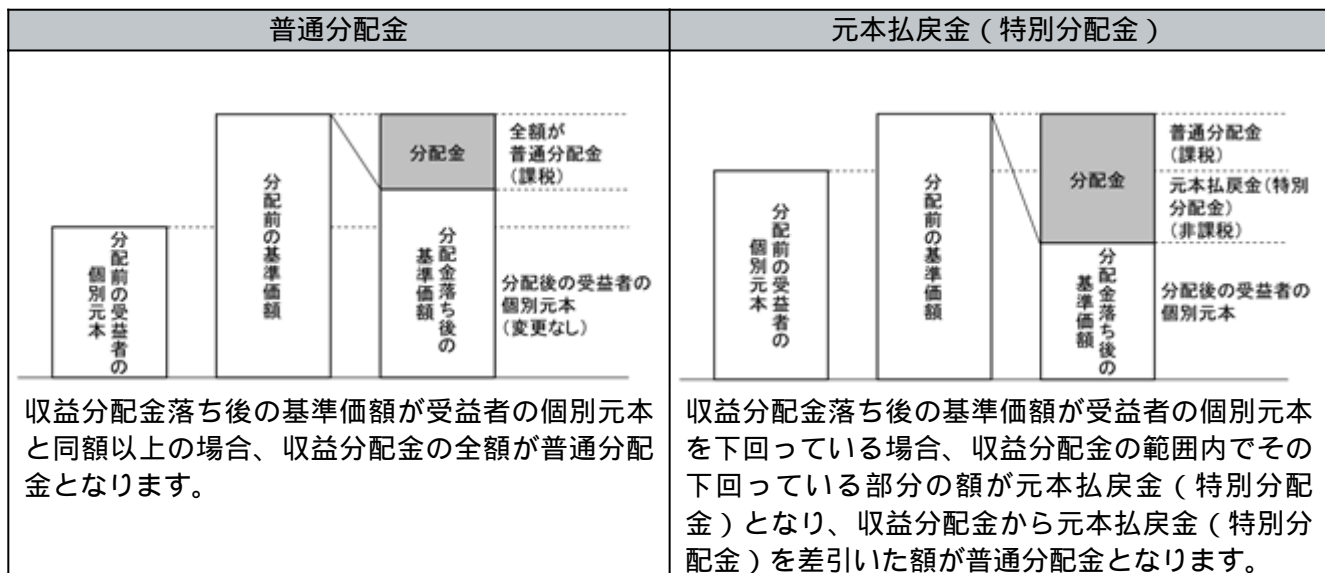 普通分配金
分配前の受益者の
個別元本
分配前の基準価額
分配金
分配金落ち後の
基準価額
全額が
普通分配金
(課税)
分配後の受益者の
個別元本
(変更なし)
収益分配金落ち後の基準価額が受益者の個別元本
と同額以上の場合、収益分配金の全額が普通分配
金となります。
元本払戻金(特別分配金)
分配前の受益者の
個別元本
分配前の基準価額
分配金
分配金落ち後の
基準価額
普通分配金
(課税)
元本払戻金(特別
分配金)
(非課税)
分配後の受益者の
個別元本
収益分配金落ち後の基準価額が受益者の個別元本
を下回っている場合、収益分配金の範囲内でその
下回っている部分の額が元本払戻金(特別分配
金)となり、収益分配金から元本払戻金(特別分
配金)を差引いた額が普通分配金となります。